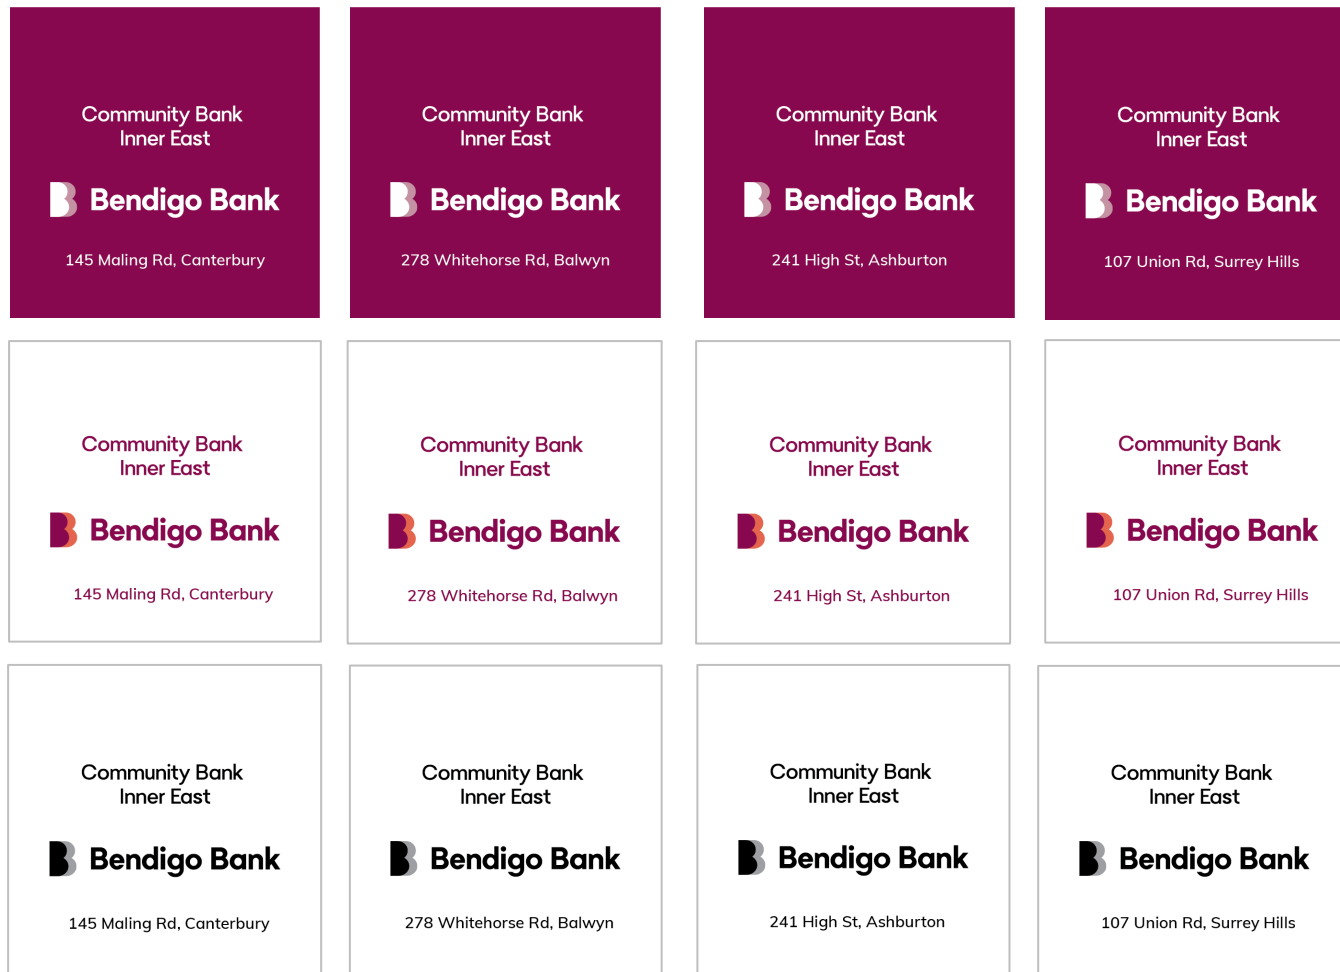 Community Bank
Inner East
Bendigo Bank
145 Maling Rd, Canterbury
Community Bank
Inner East
Bendigo Bank
278 Whitehorse Rd, Balwyn
Community Bank
Inner East
Bendigo Bank
241 High St, Ashburton
Community Bank
Inner East
Bendigo Bank
107 Union Rd, Surrey Hills
Community Bank
Inner East
Bendigo Bank
145 Maling Rd, Canterbury
Community Bank
Inner East
Bendigo Bank
278 Whitehorse Rd, Balwyn
Community Bank
Inner East
Bendigo Bank
241 High St, Ashburton
Community Bank
Inner East
Bendigo Bank
107 Union Rd, Surrey Hills
Community Bank
Inner East
Bendigo Bank
145 Maling Rd, Canterbury
Community Bank
Inner East
Bendigo Bank
278 Whitehorse Rd, Balwyn
Community Bank
Inner East
Bendigo Bank
241 High St, Ashburton
Community Bank
Inner East
Bendigo Bank
107 Union Rd, Surrey Hills